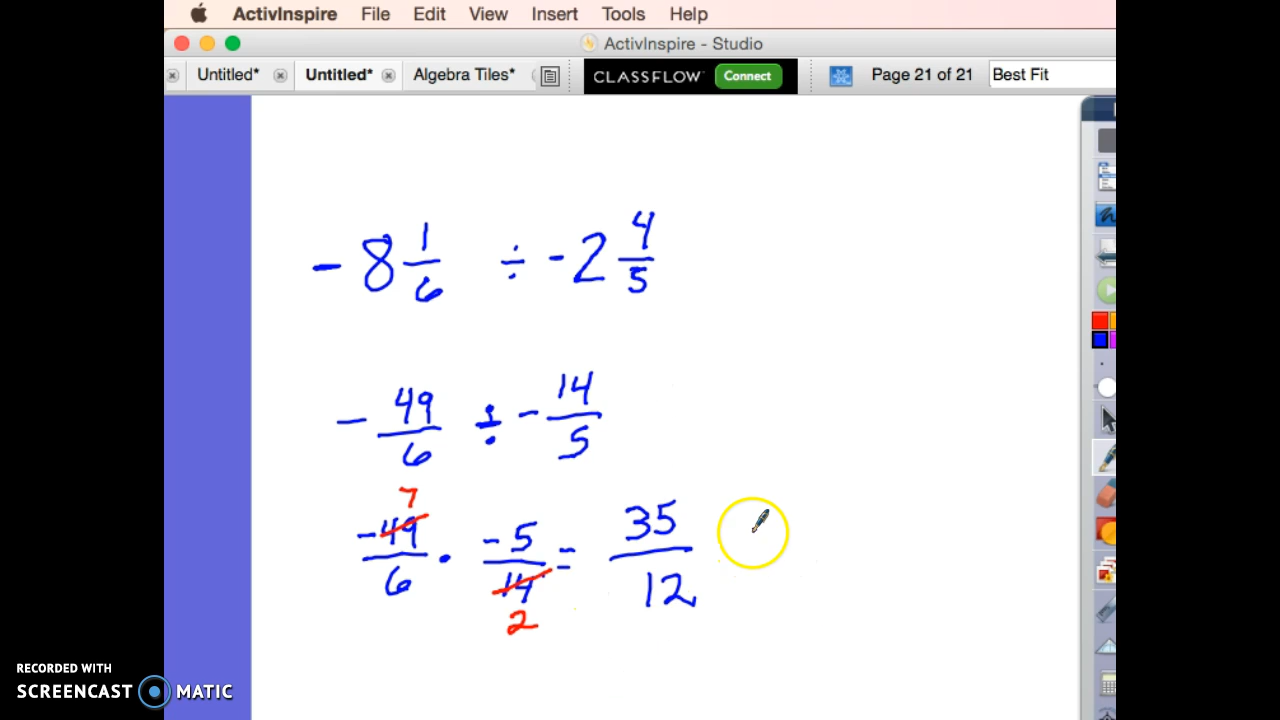 ActivInspire File Edit View Insert Tools Help
ActivInspire - Studio
Untitled* Untitled* Algebra Tiles* CLASSFLOW Connect Page 21 of 21 Best Fit
- 8 1/6 ÷ - 2 4/5
- 49/6 ÷ - 14/5
7
-49/6 · -5/14 = 35/12
2
RECORDED WITH
SCREENCAST MATIC